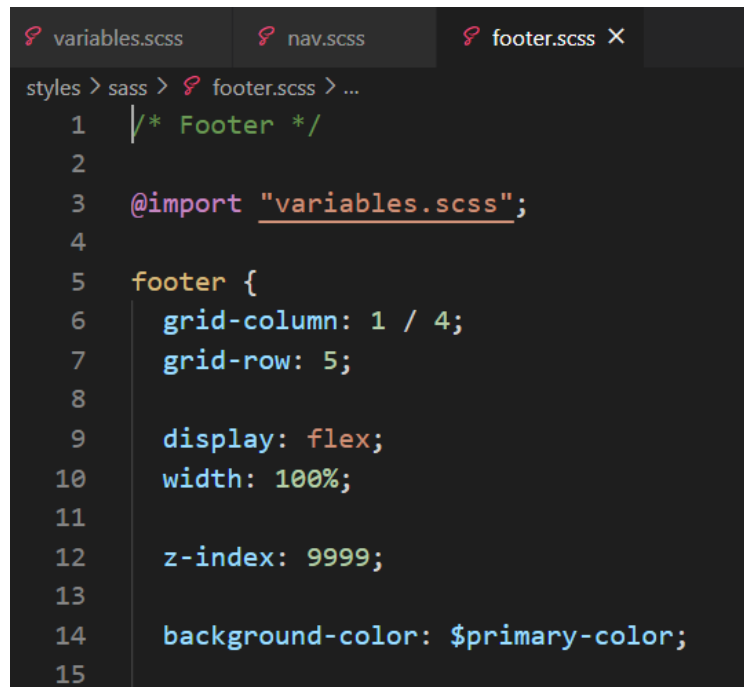 variables.scss nav.scss footer.scss ×
styles > sass > footer.scss > ...
1 /* Footer */
2
3 @import "variables.scss";
4
5 footer {
6 grid-column: 1 / 4;
7 grid-row: 5;
8
9 display: flex;
10 width: 100%;
11
12 z-index: 9999;
13
14 background-color: $primary-color;
15